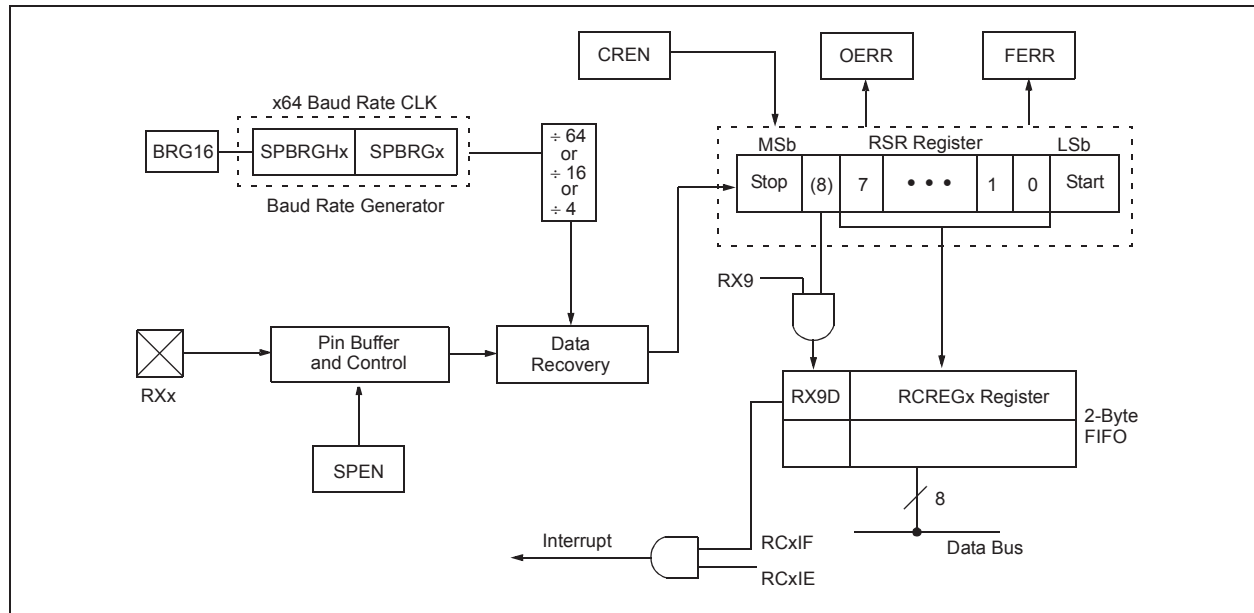 CREN
OERR
FERR
x64 Baud Rate CLK
BRG16
SPBRGHx
SPBRGx
Baud Rate Generator
÷ 64
or
÷ 16
or
÷ 4
MSb
RSR Register
LSb
Stop
(8)
7
• • •
1
0
Start
RX9
RXx
Pin Buffer
and Control
Data
Recovery
SPEN
RX9D
RCREGx Register
2-Byte
FIFO
8
Data Bus
Interrupt
RCxIF
RCxIE